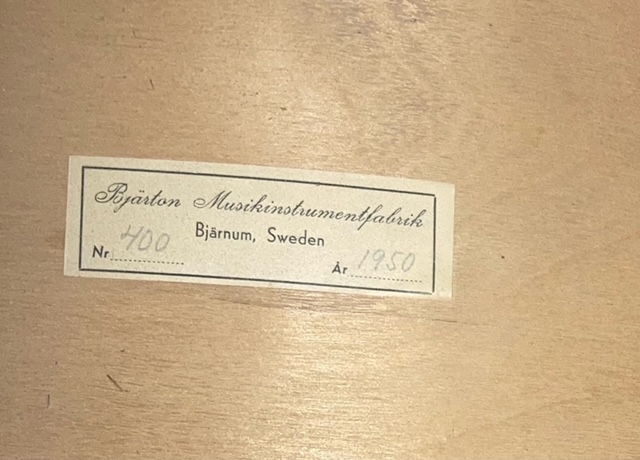 Bjärton Musikinstrumentfabrik
Bjärnum, Sweden
Nr. 400 År 1950